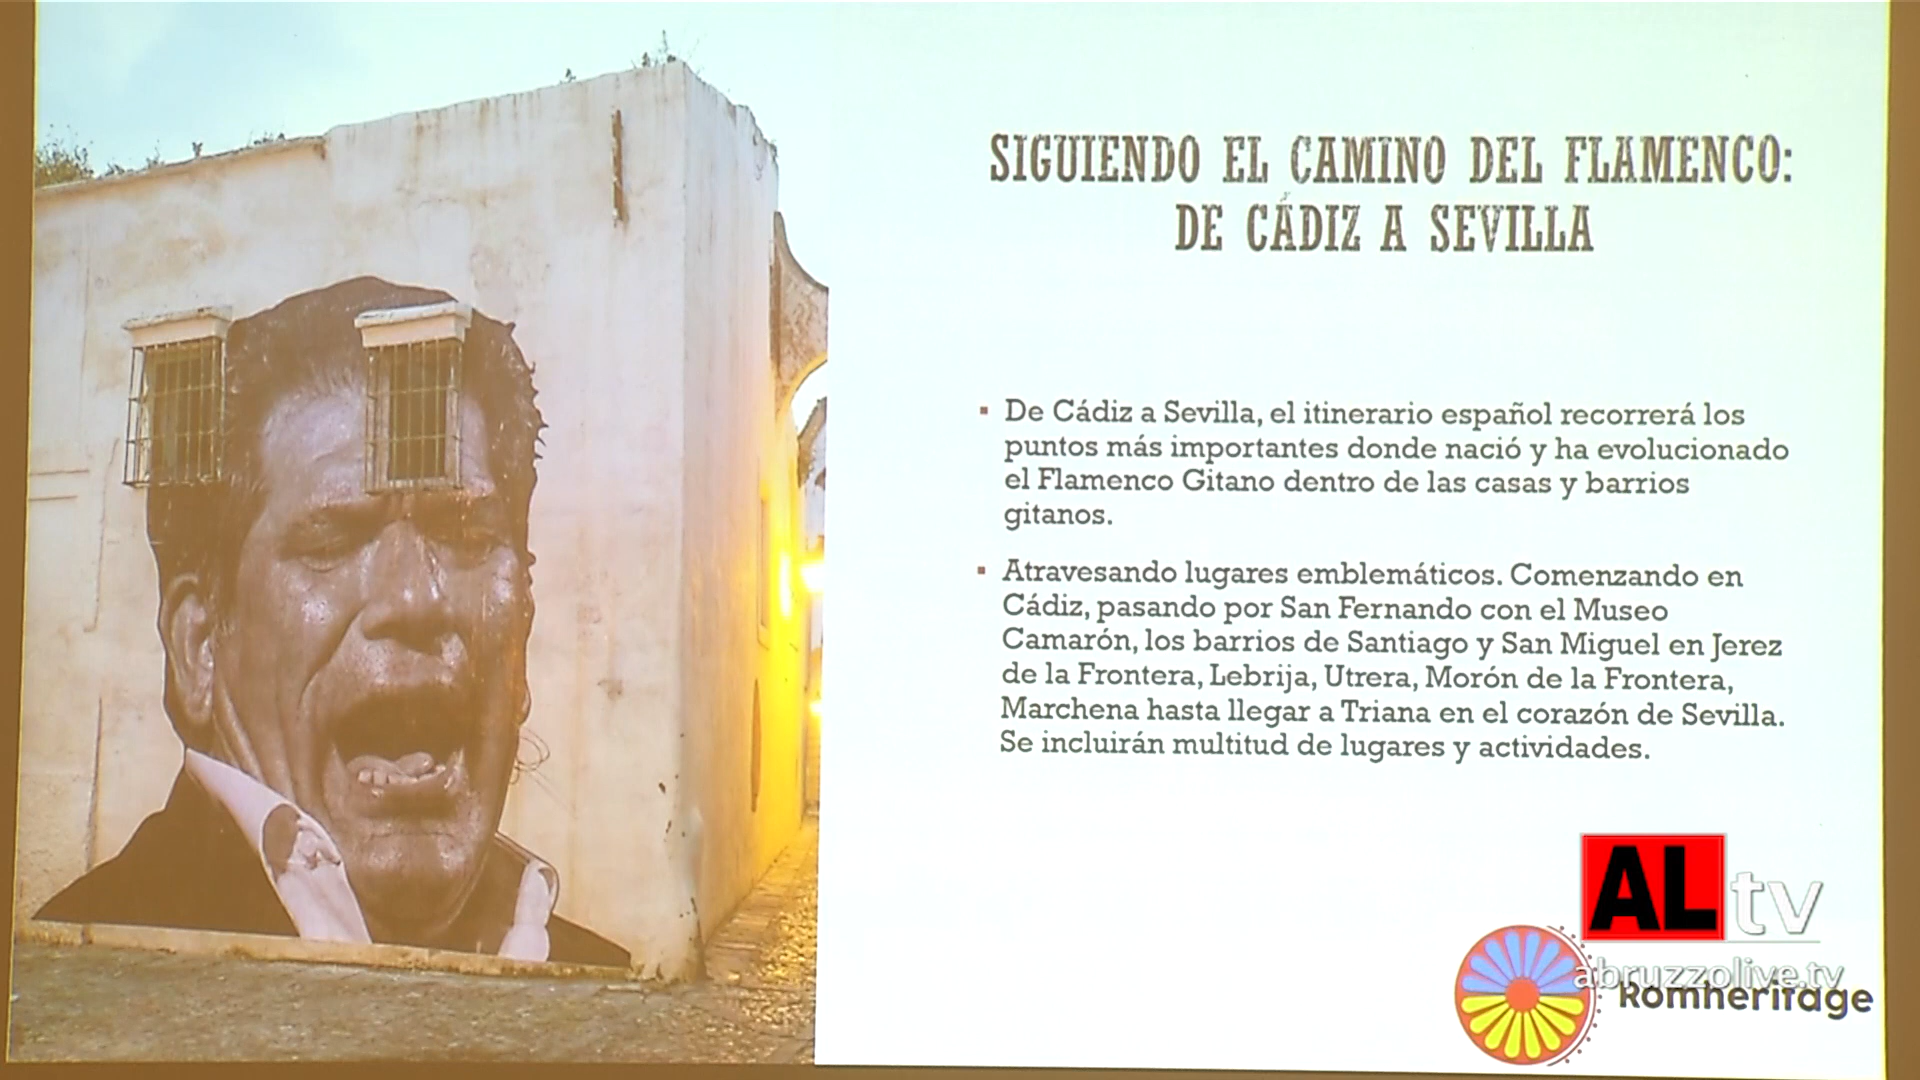 SIGUIENDO EL CAMINO DEL FLAMENCO:
DE CÁDIZ A SEVILLA
▪ De Cádiz a Sevilla, el itinerario español recorrerá los
puntos más importantes donde nació y ha evolucionado
el Flamenco Gitano dentro de las casas y barrios
gitanos.
▪ Atravesando lugares emblemáticos. Comenzando en
Cádiz, pasando por San Fernando con el Museo
Camarón, los barrios de Santiago y San Miguel en Jerez
de la Frontera, Lebrija, Utrera, Morón de la Frontera,
Marchena hasta llegar a Triana en el corazón de Sevilla.
Se incluirán multitud de lugares y actividades.
ALtv
abruzzolive.tv
Romheritage